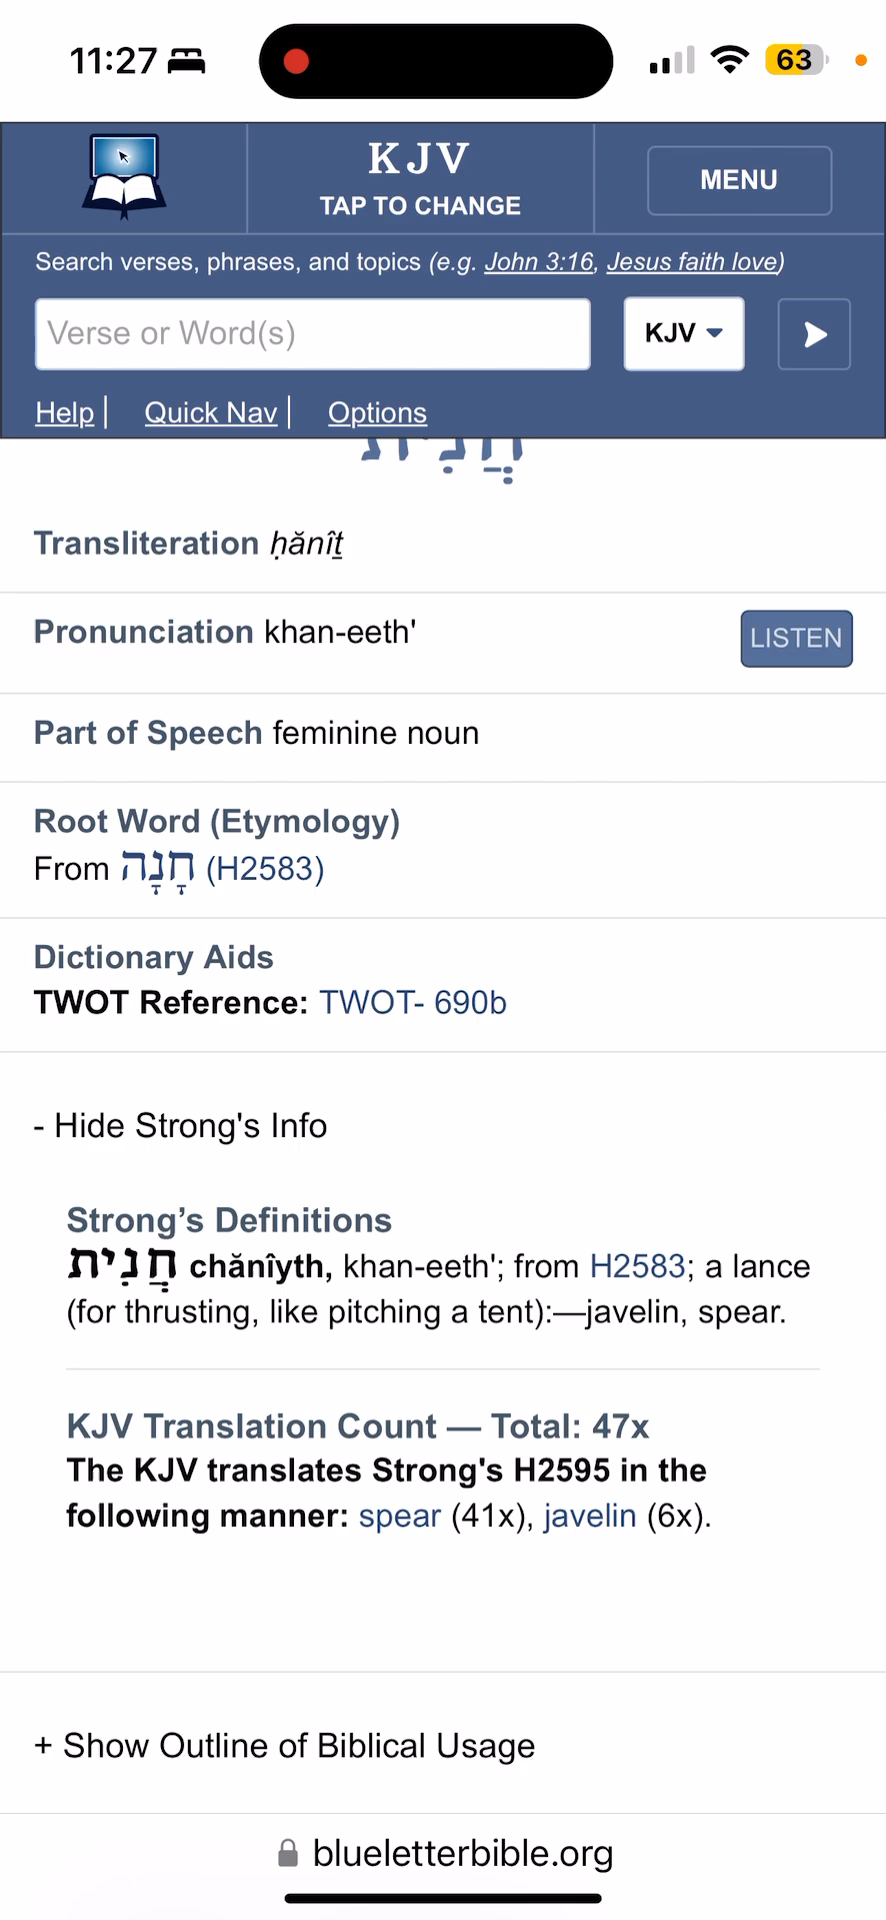 11:27
63
KJV
TAP TO CHANGE
MENU
Search verses, phrases, and topics (e.g. John 3:16, Jesus faith love)
Verse or Word(s)
KJV
Help | Quick Nav | Options
חֲנִית
Transliteration ḥănîṯ
Pronunciation khan-eeth'
LISTEN
Part of Speech feminine noun
Root Word (Etymology)
From חָנָה (H2583)
Dictionary Aids
TWOT Reference: TWOT- 690b
- Hide Strong's Info
Strong’s Definitions
חֲנִית chănîyth, khan-eeth'; from H2583; a lance
(for thrusting, like pitching a tent):—javelin, spear.
KJV Translation Count — Total: 47x
The KJV translates Strong's H2595 in the
following manner: spear (41x), javelin (6x).
+ Show Outline of Biblical Usage
blueletterbible.org